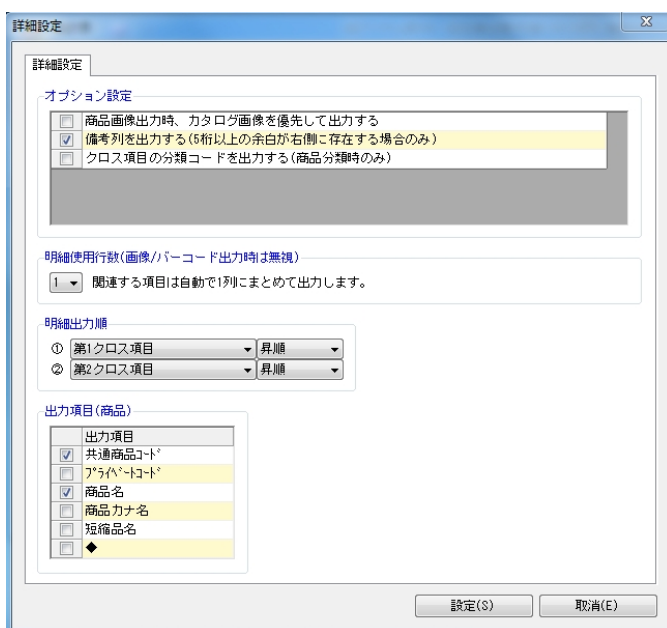 詳細設定
詳細設定
オプション設定
商品画像出力時、カタログ画像を優先して出力する
備考列を出力する(5桁以上の余白が右側に存在する場合のみ)
クロス項目の分類コードを出力する(商品分類時のみ)
明細使用行数(画像/バーコード出力時は無視)
1 関連する項目は自動で1列にまとめて出力します。
明細出力順
① 第1クロス項目 昇順
② 第2クロス項目 昇順
出力項目(商品)
出力項目
共通商品ｺｰﾄﾞ
ﾌﾟﾗｲﾍﾞｰﾄｺｰﾄﾞ
商品名
商品カナ名
短縮品名
◆
設定(S) 取消(E)